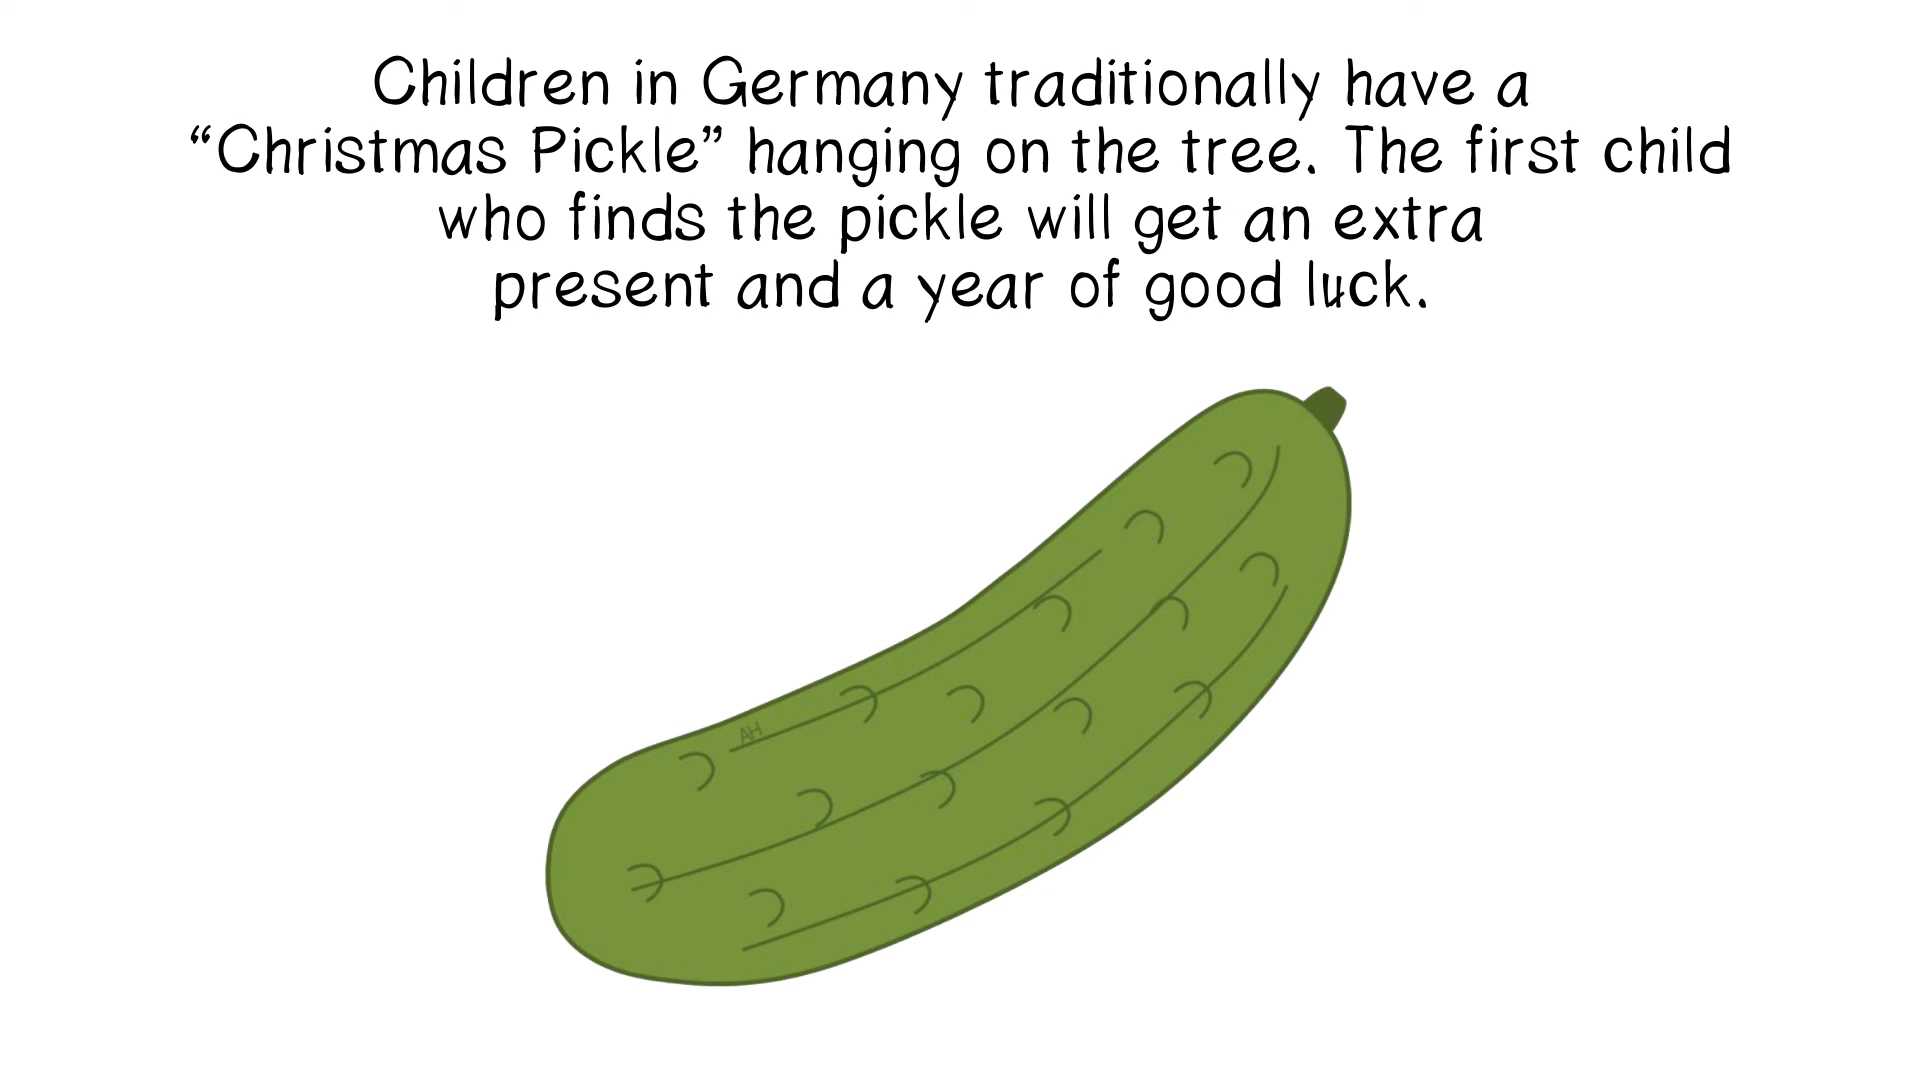 Children in Germany traditionally have a
“Christmas Pickle” hanging on the tree. The first child
who finds the pickle will get an extra
present and a year of good luck.
AH